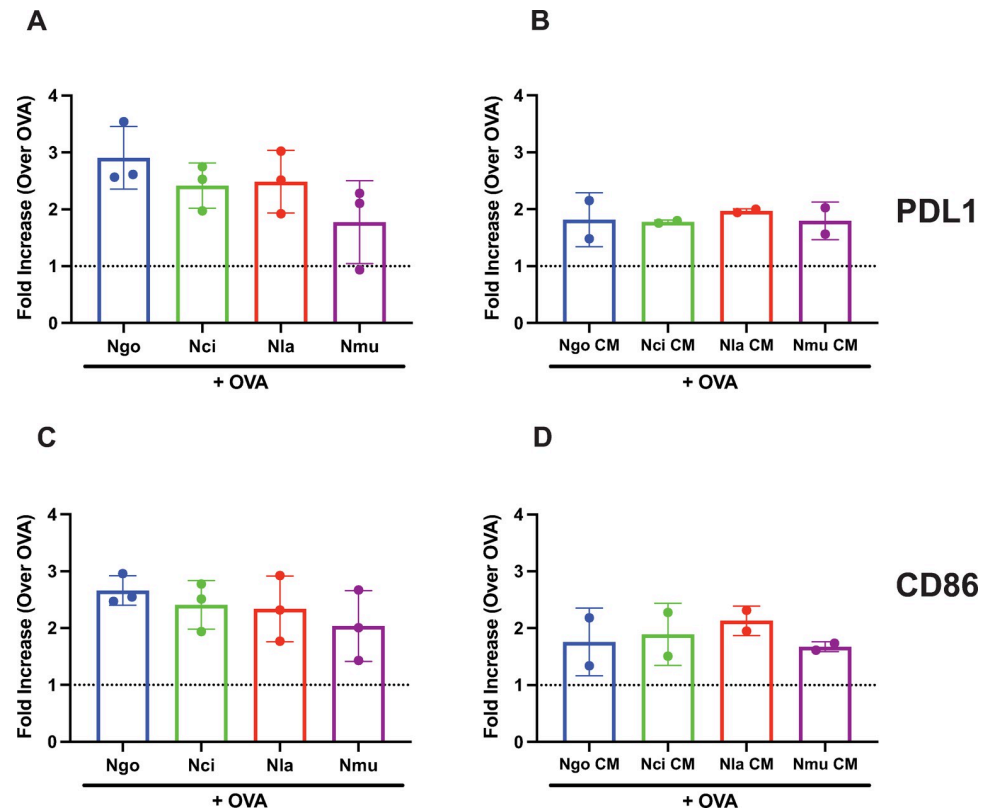 A
Fold Increase (Over OVA)
4
3
2
1
0
Ngo Nci Nla Nmu
+ OVA
B
Fold Increase (Over OVA)
4
3
2
1
0
Ngo CM Nci CM Nla CM Nmu CM
+ OVA
PDL1
C
Fold Increase (Over OVA)
4
3
2
1
0
Ngo Nci Nla Nmu
+ OVA
D
Fold Increase (Over OVA)
4
3
2
1
0
Ngo CM Nci CM Nla CM Nmu CM
+ OVA
CD86